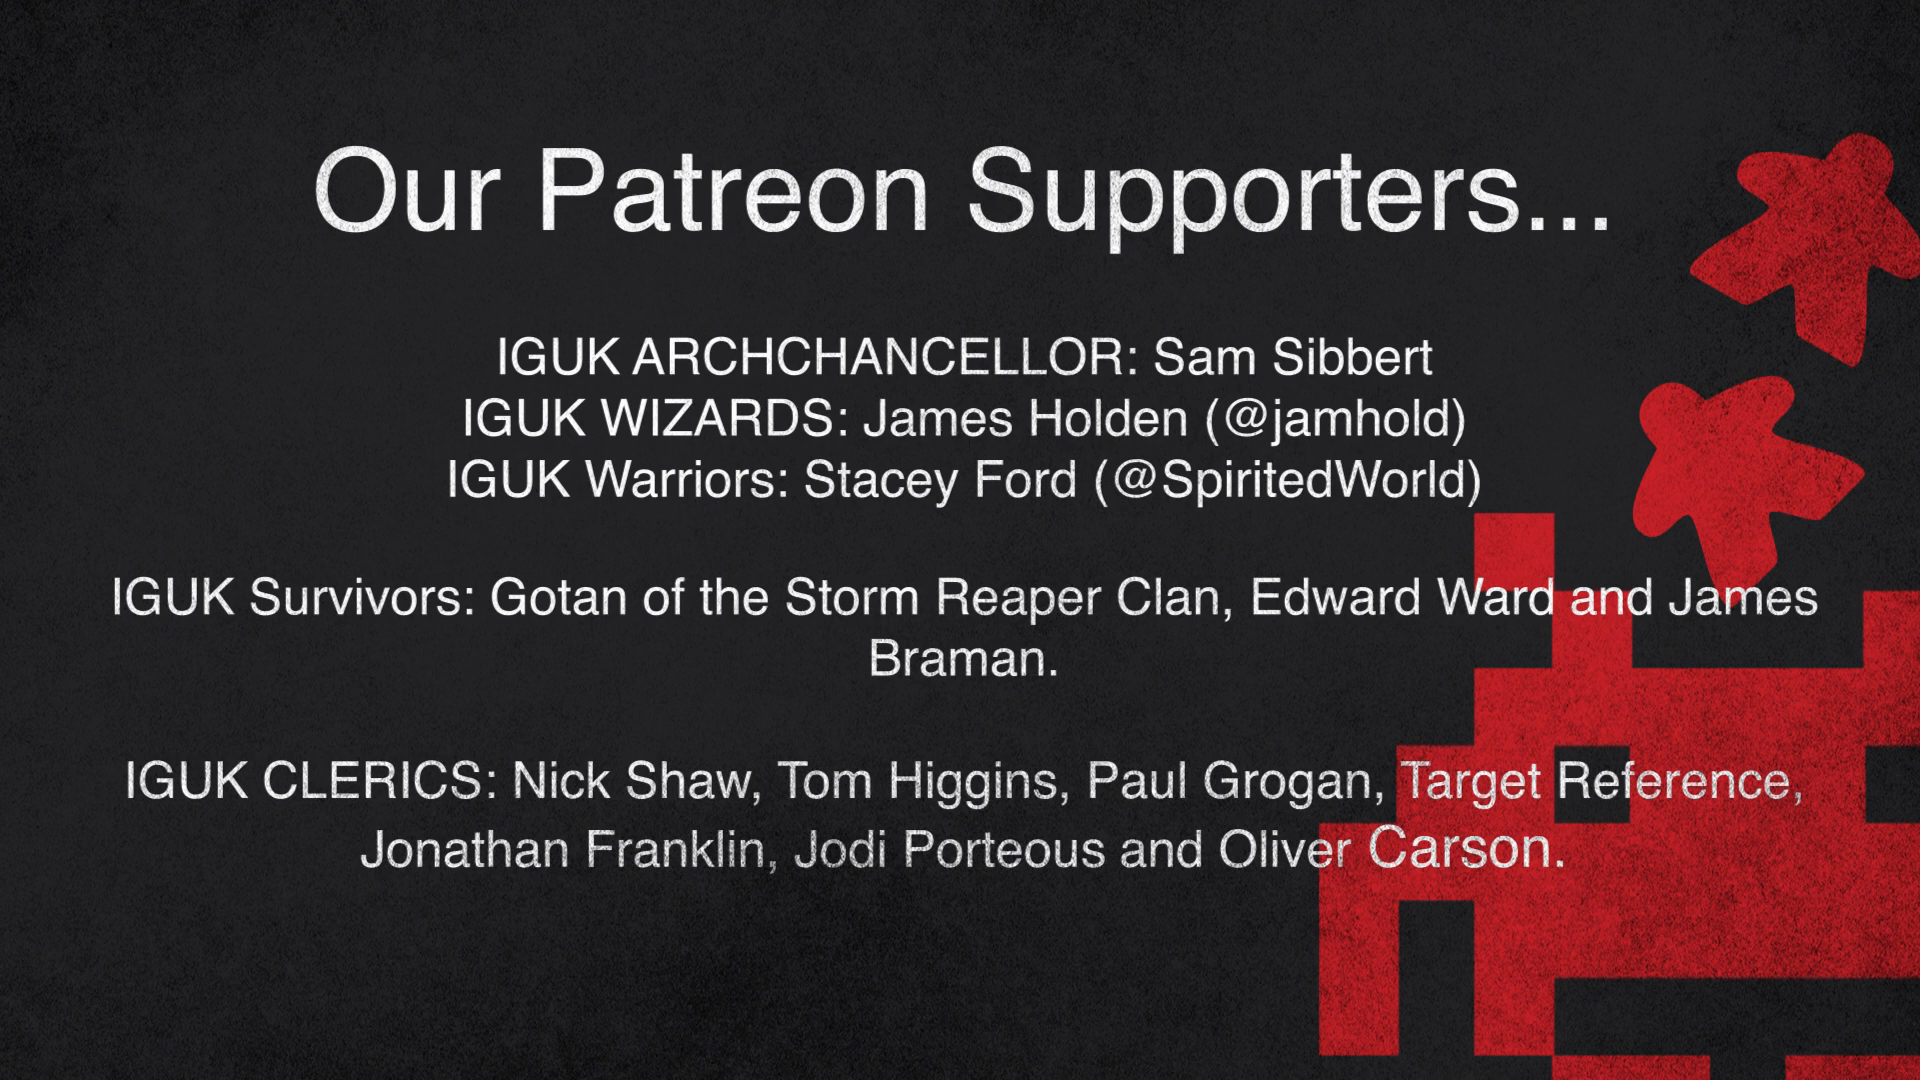 Our Patreon Supporters...
IGUK ARCHCHANCELLOR: Sam Sibbert
IGUK WIZARDS: James Holden (@jamhold)
IGUK Warriors: Stacey Ford (@SpiritedWorld)
IGUK Survivors: Gotan of the Storm Reaper Clan, Edward Ward and James
Braman.
IGUK CLERICS: Nick Shaw, Tom Higgins, Paul Grogan, Target Reference,
Jonathan Franklin, Jodi Porteous and Oliver Carson.